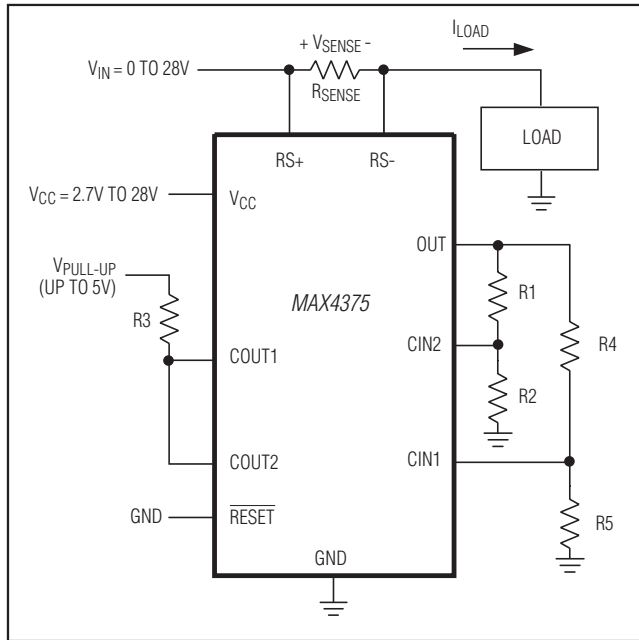 I_LOAD
+ V_SENSE -
V_IN = 0 TO 28V
R_SENSE
LOAD
RS+ RS-
V_CC = 2.7V TO 28V
V_CC
OUT
V_PULL-UP
(UP TO 5V)
R1
MAX4375
R3
R4
CIN2
COUT1
R2
COUT2
CIN1
GND
RESET
R5
GND